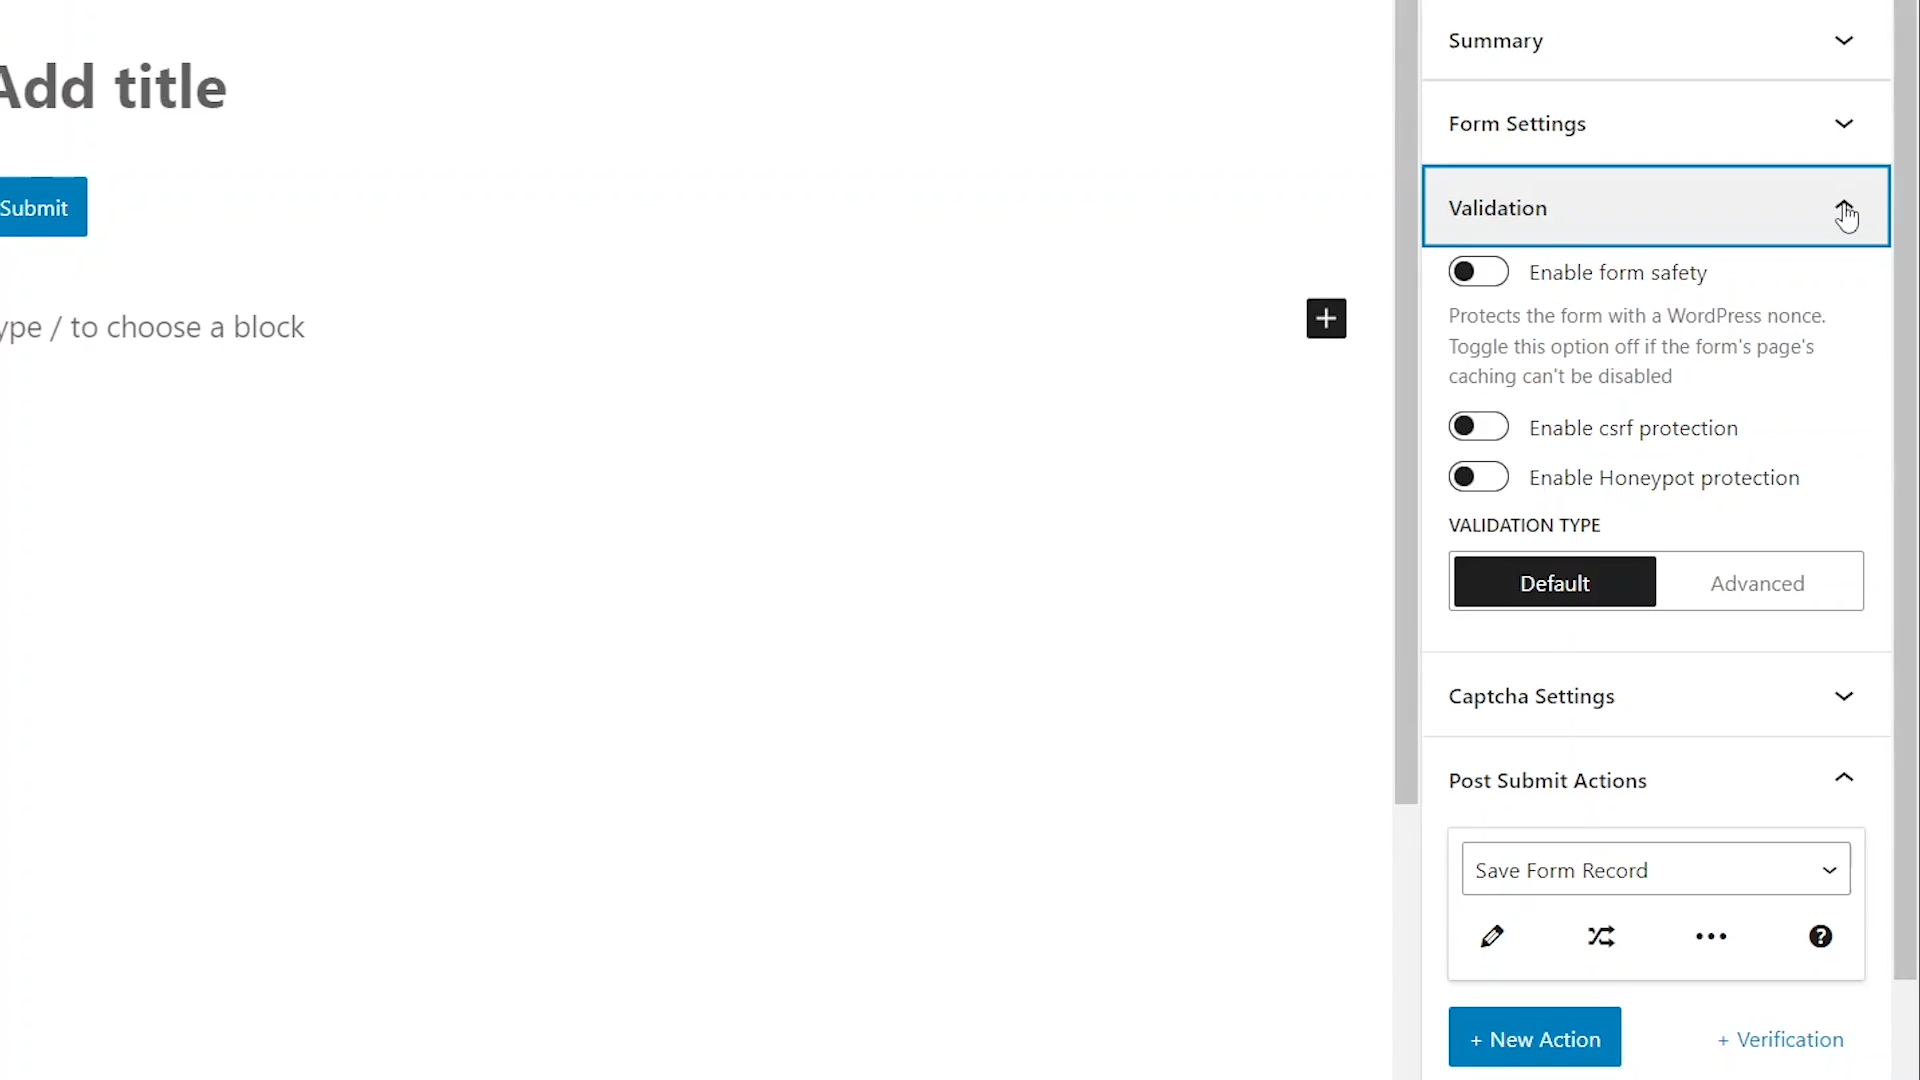 Add title
Submit
ype / to choose a block
Summary
Form Settings
Validation
Enable form safety
Protects the form with a WordPress nonce.
Toggle this option off if the form's page's
caching can't be disabled
Enable csrf protection
Enable Honeypot protection
VALIDATION TYPE
Default
Advanced
Captcha Settings
Post Submit Actions
Save Form Record
+ New Action
+ Verification